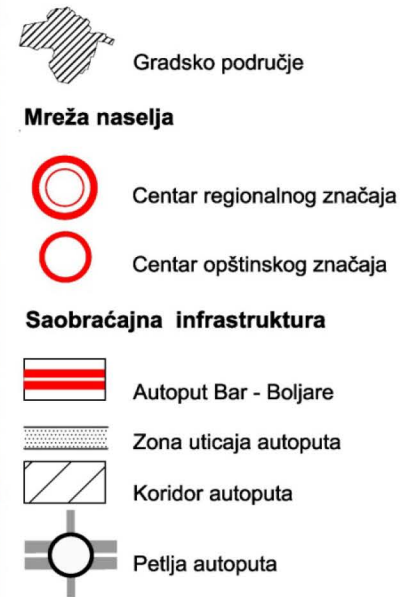 Gradsko područje
Mreža naselja
Centar regionalnog značaja
Centar opštinskog značaja
Saobraćajna infrastruktura
Autoput Bar - Boljare
Zona uticaja autoputa
Koridor autoputa
Petlja autoputa